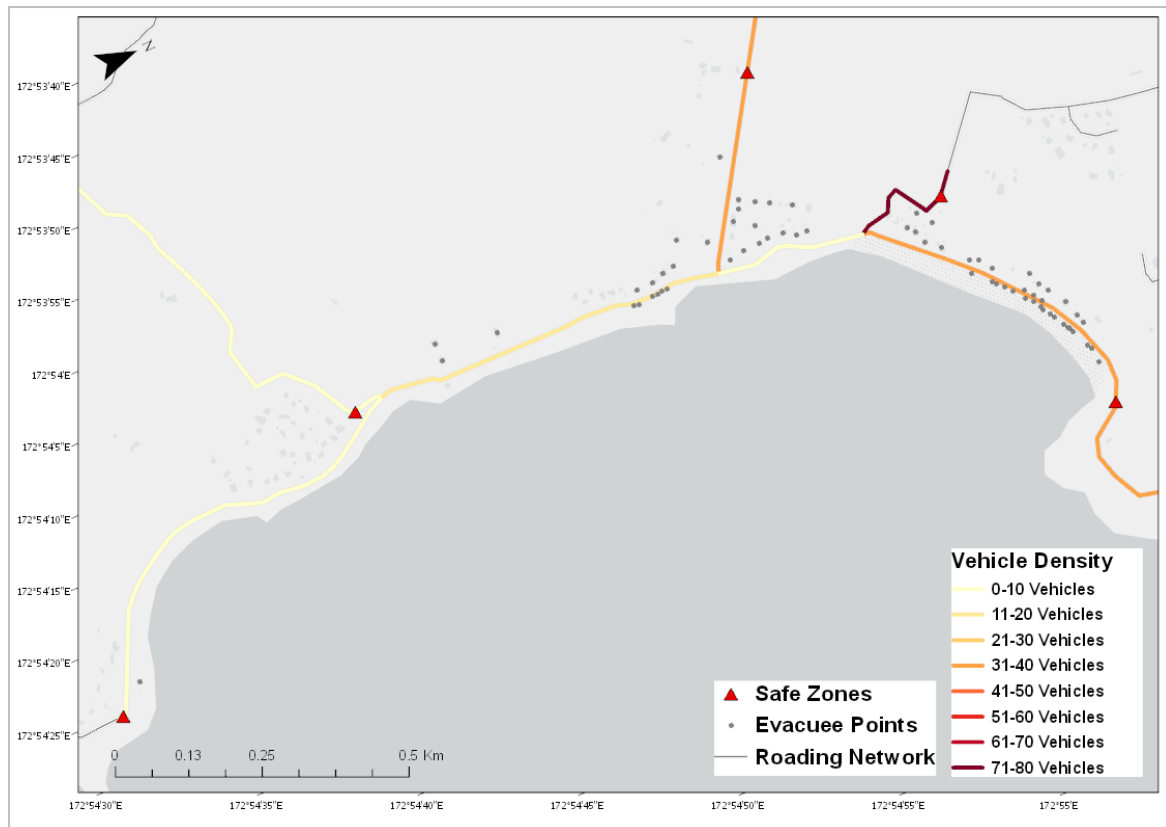 N
172°53'40"E
172°53'45"E
172°53'50"E
172°53'55"E
172°54'E
172°54'5"E
172°54'10"E
172°54'15"E
172°54'20"E
172°54'25"E
Vehicle Density
0-10 Vehicles
11-20 Vehicles
21-30 Vehicles
31-40 Vehicles
41-50 Vehicles
51-60 Vehicles
61-70 Vehicles
71-80 Vehicles
Safe Zones
Evacuee Points
Roading Network
0 0.13 0.25 0.5 Km
172°54'30"E 172°54'35"E 172°54'40"E 172°54'45"E 172°54'50"E 172°54'55"E 172°55'E